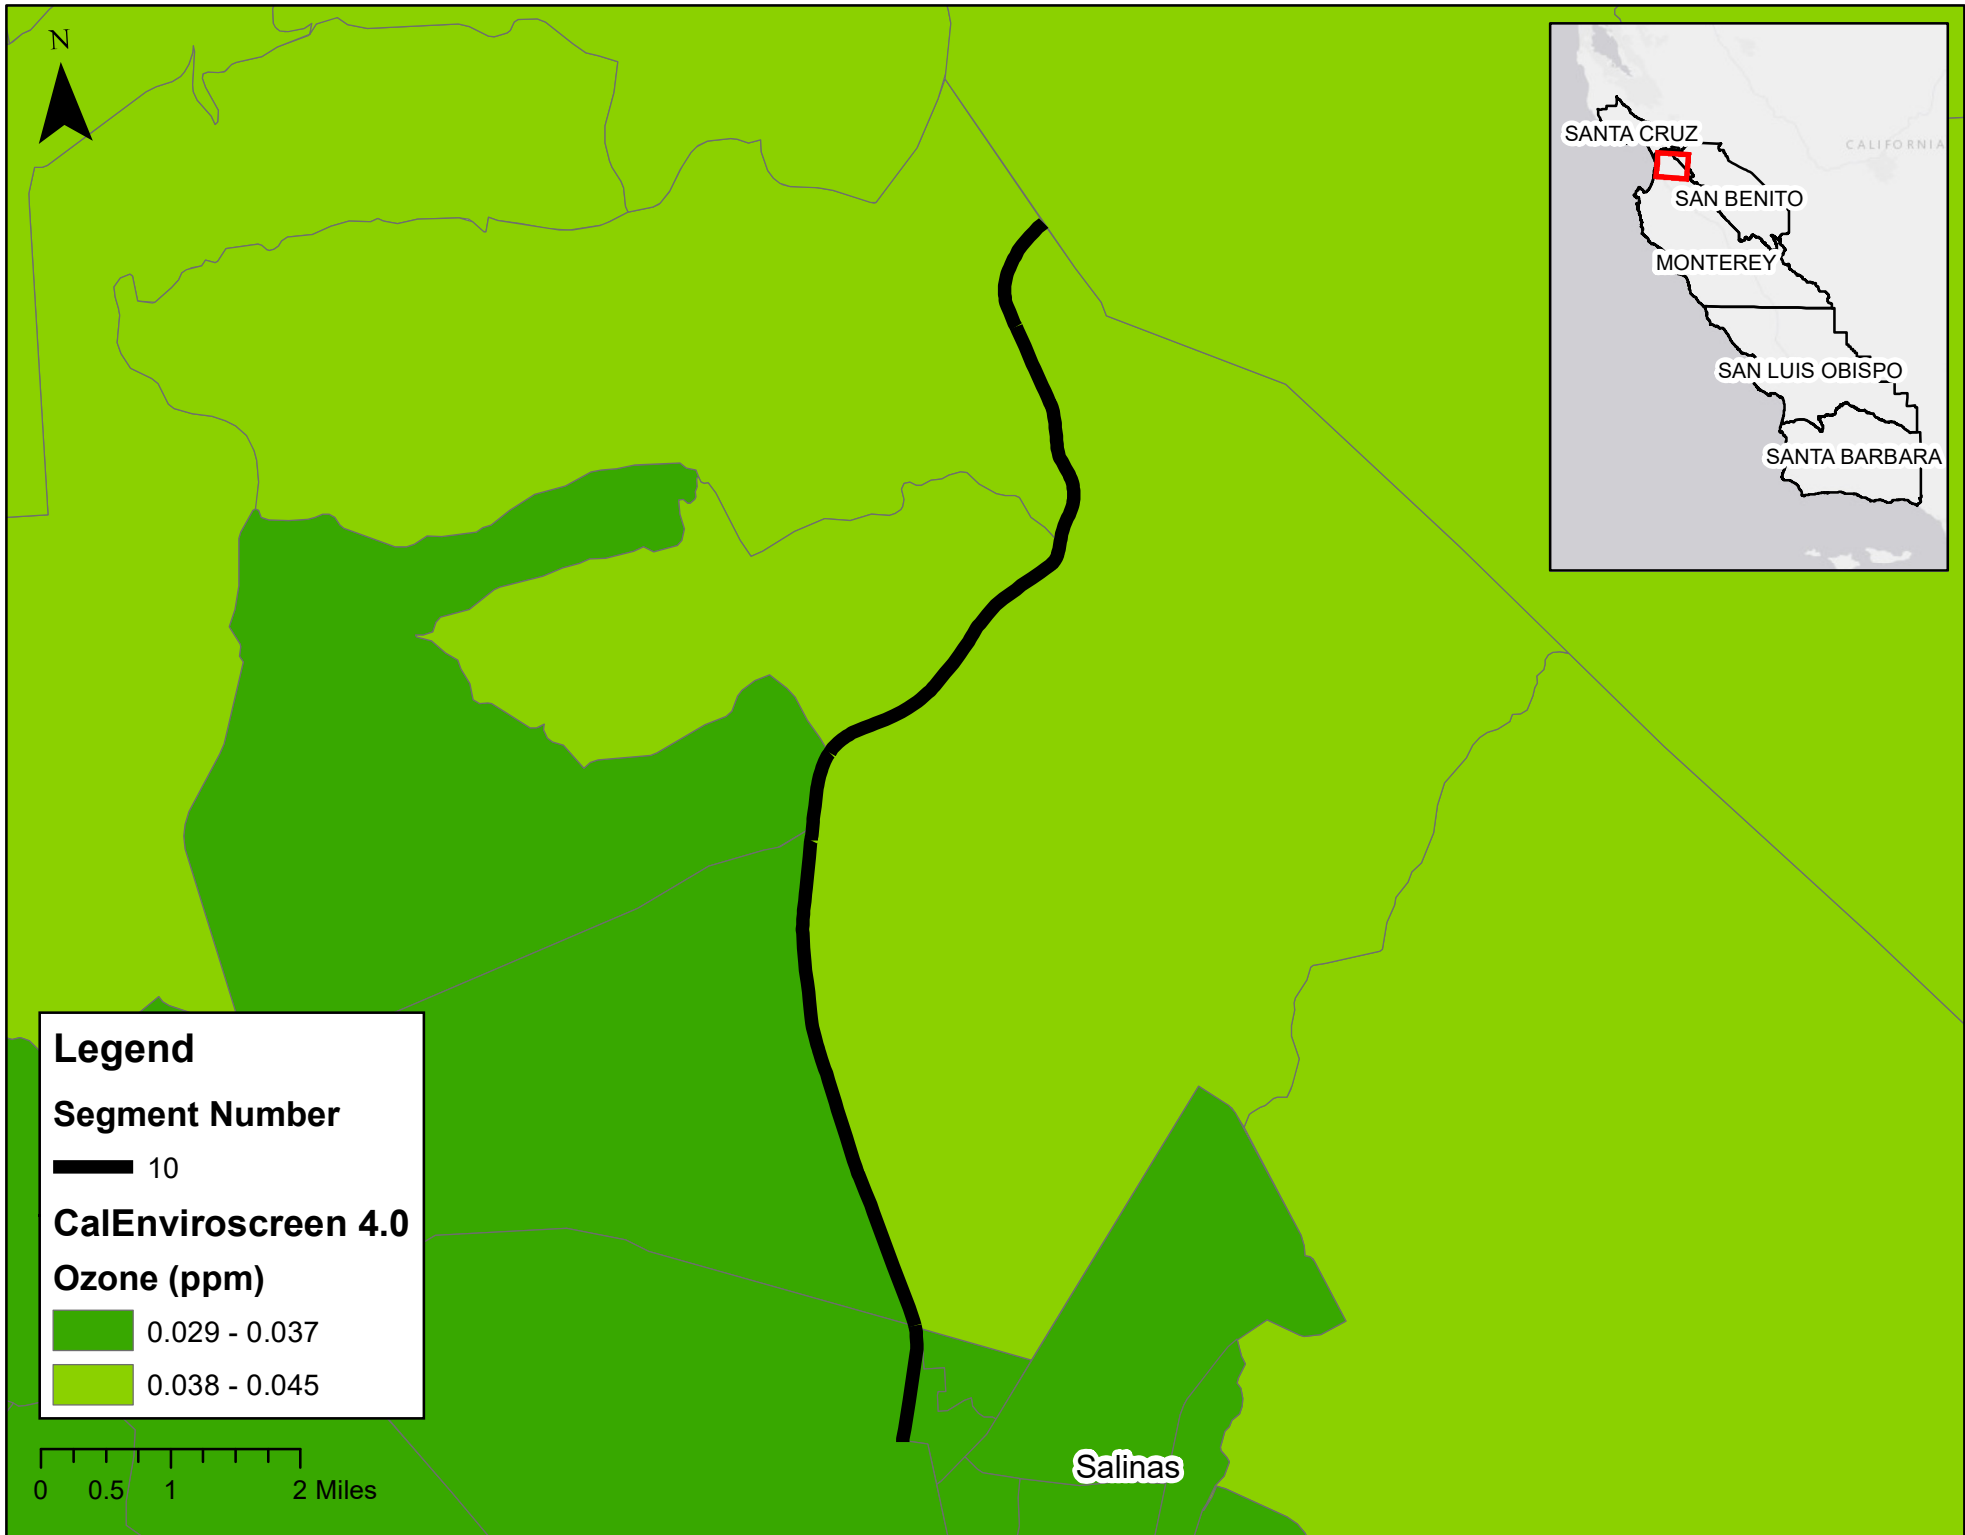 N
SANTA CRUZ
CALIFORNIA
SAN BENITO
MONTEREY
SAN LUIS OBISPO
SANTA BARBARA
Legend
Segment Number
10
CalEnviroscreen 4.0
Ozone (ppm)
0.029 - 0.037
0.038 - 0.045
Salinas
0 0.5 1 2 Miles